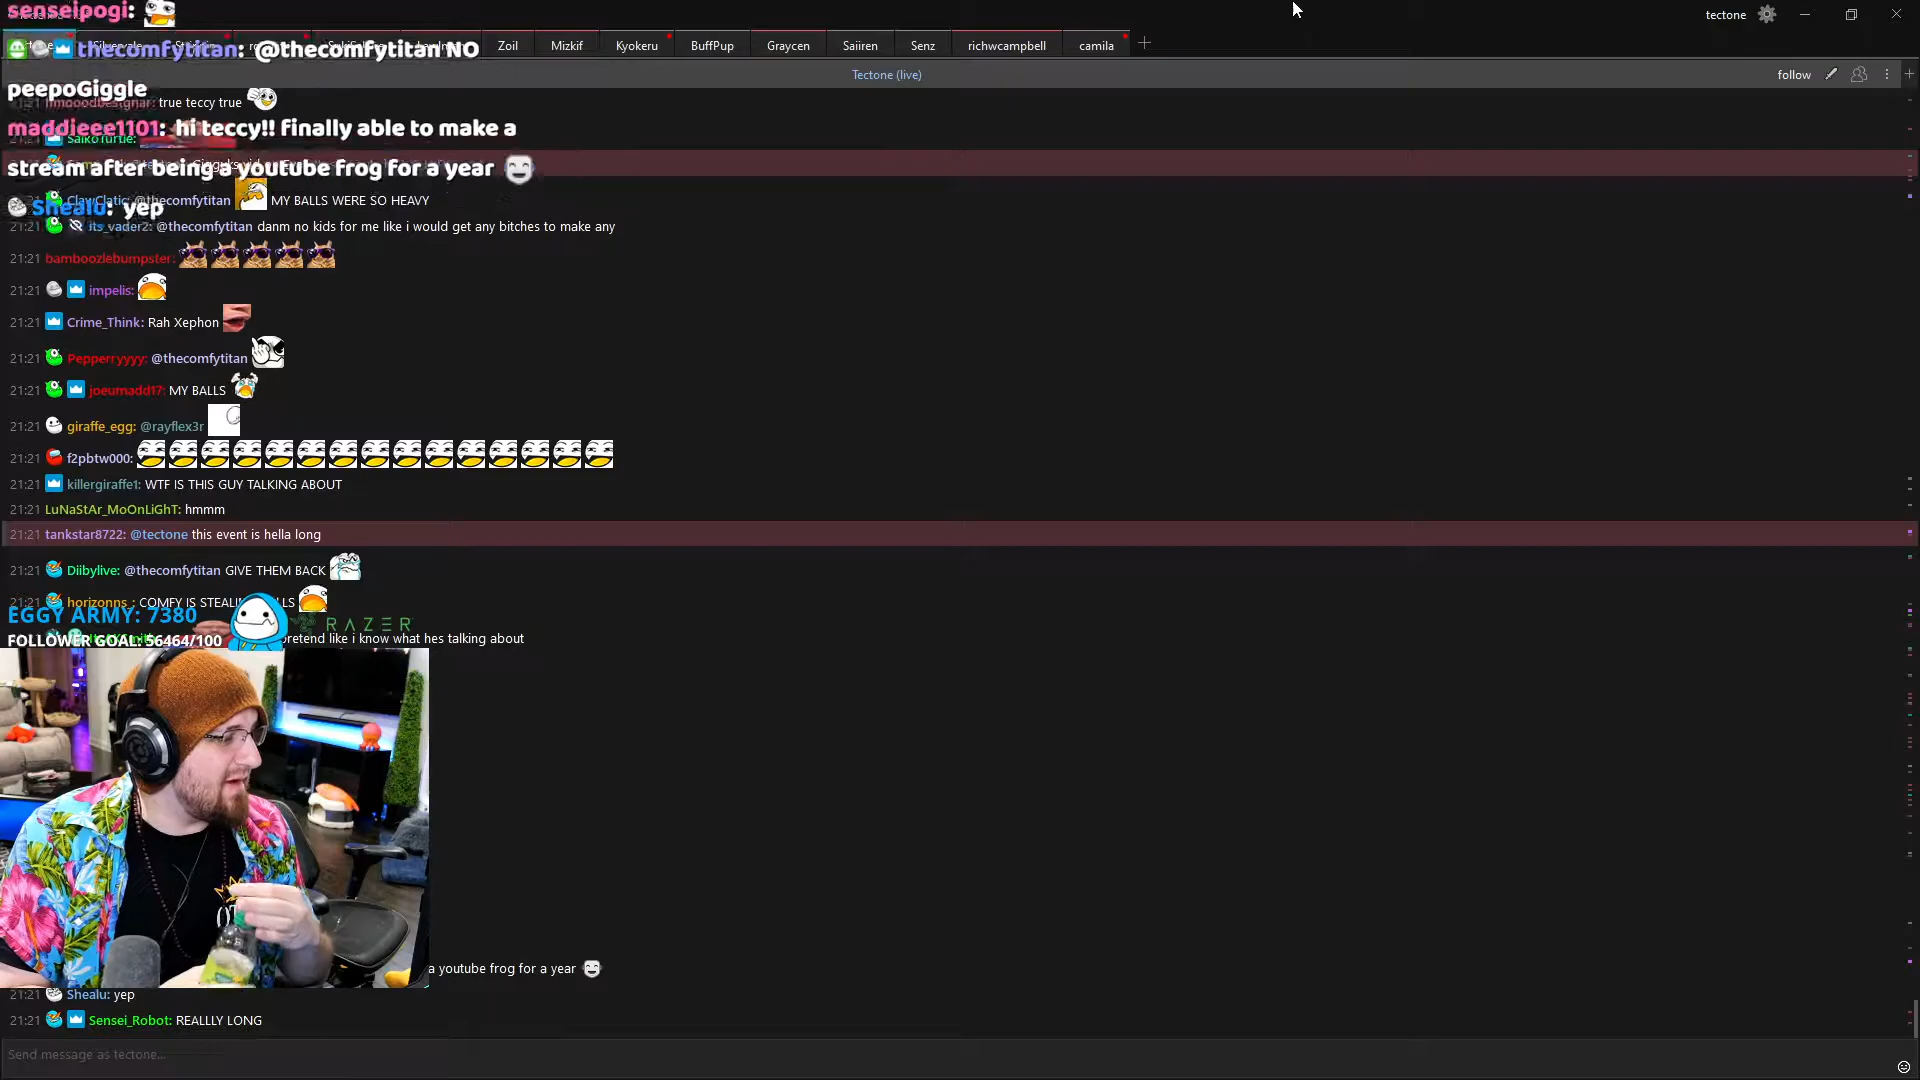 senseipogi:
tectone
thecomfytitan: @thecomfytitan NO
Zoil Mizkif Kyokeru BuffPup Graycen Saiiren Senz richwcampbell camila
Tectone (live)
follow
peepoGiggle
true teccy true
maddieee1101: hi teccy!! Finally able to make a
SaikoTurtle:
stream after being a youtube frog for a year
21:21 ClawClatic: @thecomfytitan MY BALLS WERE SO HEAVY
Shealu: yep
21:21 its_vader2: @thecomfytitan danm no kids for me like i would get any bitches to make any
21:21 bamboozlebumpster:
21:21 impelis:
21:21 Crime_Think: Rah Xephon
21:21 Pepperryyyy: @thecomfytitan
21:21 joeumadd17: MY BALLS
21:21 giraffe_egg: @rayflex3r
21:21 f2pbtw000:
21:21 killergiraffe1: WTF IS THIS GUY TALKING ABOUT
21:21 LuNaStAr_MoOnLiGhT: hmmm
21:21 tankstar8722: @tectone this event is hella long
21:21 Diibylive: @thecomfytitan GIVE THEM BACK
21:21 horizonns_: COMFY IS
EGGY ARMY: 7380
RAZER
FOLLOWER GOAL: 56464/100
pretend like i know what hes talking about
a youtube frog for a year
21:21 Shealu: yep
21:21 Sensei_Robot: REALLLY LONG
Send message as tectone...